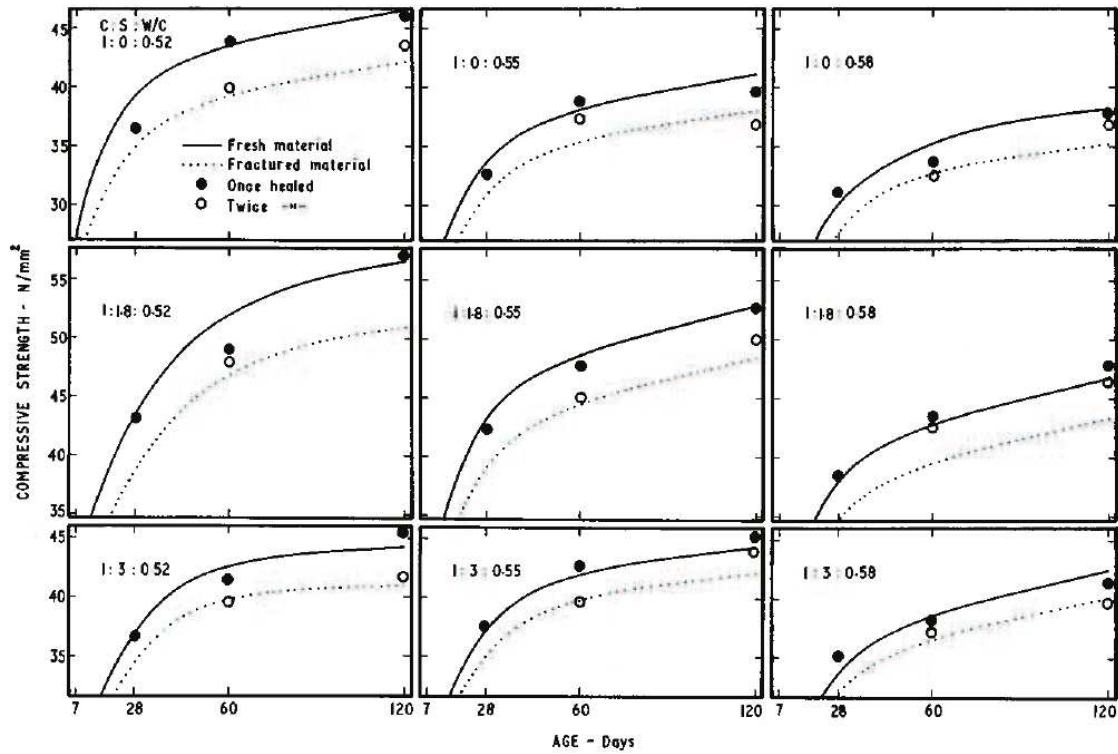 C : S : W/C
1 : 0 : 0·52
1 : 0 : 0·55
1 : 0 : 0·58
45
40
35
30
Fresh material
Fractured material
Once healed
Twice -"-
COMPRESSIVE STRENGTH - N/mm²
1 : 1·8 : 0·52
1 : 1·8 : 0·55
1 : 1·8 : 0·58
55
50
45
40
35
1 : 3 : 0·52
1 : 3 : 0·55
1 : 3 : 0·58
45
40
35
7 28 60 120 7 28 60 120 7 28 60 120
AGE - Days